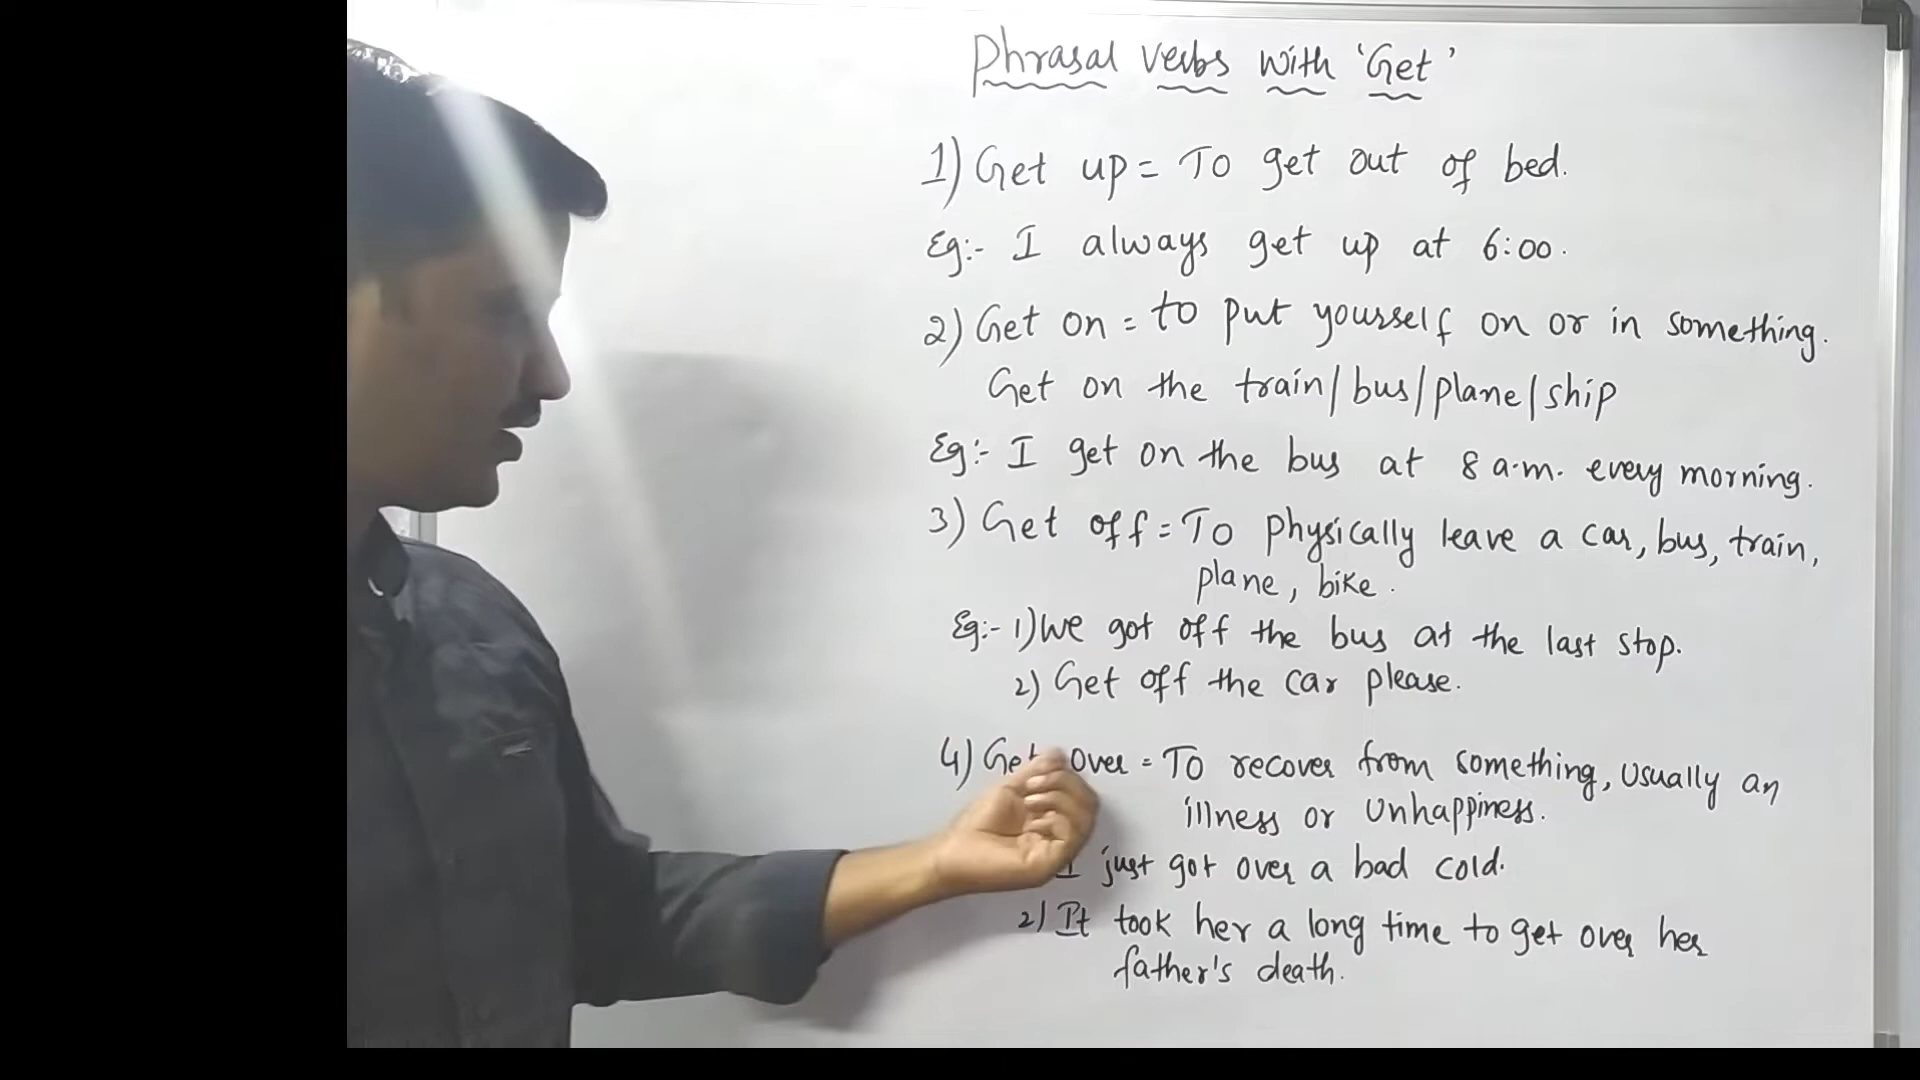 Phrasal Verbs with 'Get'
1) Get up = To get out of bed.
Eg:- I always get up at 6:00.
2) Get on = to put yourself on or in something.
Get on the train/bus/plane/ship
Eg:- I get on the bus at 8 a.m. every morning.
3) Get off = To physically leave a car, bus, train,
plane, bike.
Eg:- 1) We got off the bus at the last stop.
2) Get off the car please.
4) Get over = To recover from something, usually an
illness or unhappiness.
I just got over a bad cold.
2) It took her a long time to get over her
father's death.